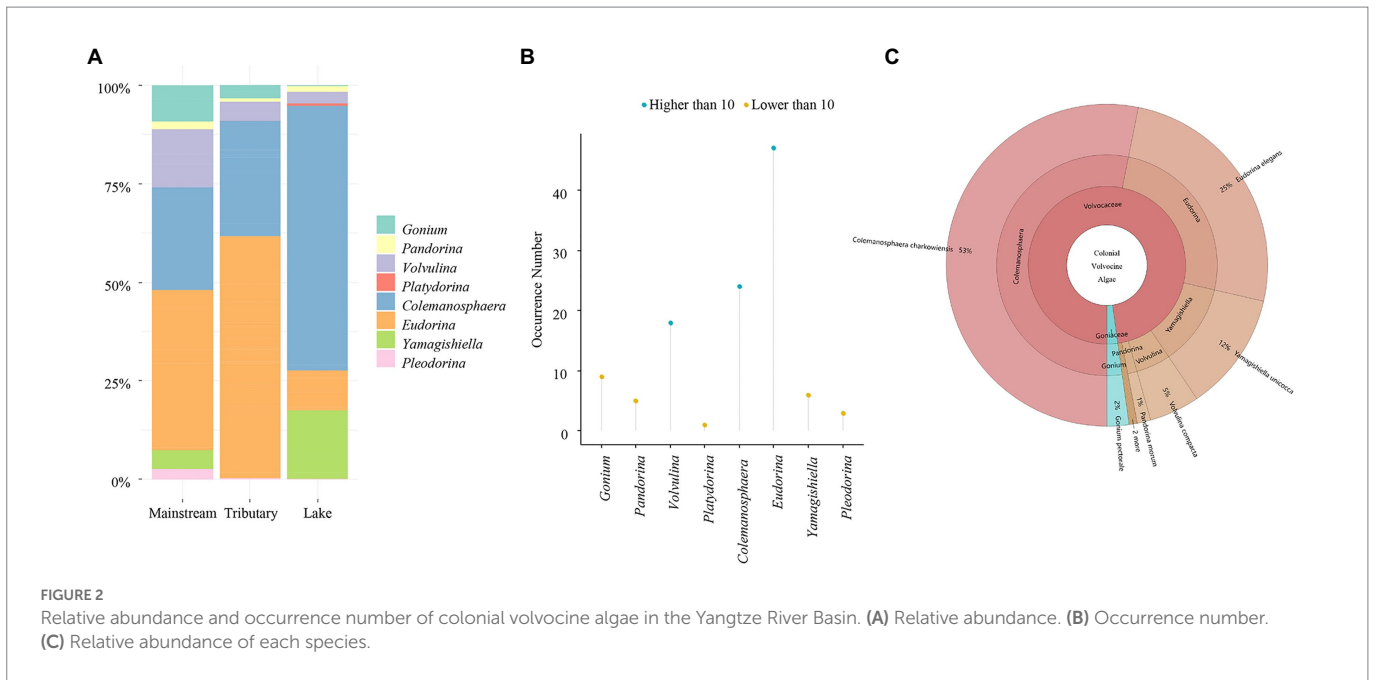 A
100%
75%
50%
25%
0%
Mainstream Tributary Lake
Gonium
Pandorina
Volvulina
Platydorina
Colemanosphaera
Eudorina
Yamagishiella
Pleodorina
B
Higher than 10 Lower than 10
Occurrence Number
40
30
20
10
0
Gonium
Pandorina
Volvulina
Platydorina
Colemanosphaera
Eudorina
Yamagishiella
Pleodorina
C
Colonial
Volvocine
Algae
Volvocaceae
Goniaceae
Colemanosphaera
Eudorina
Yamagishiella
Volvulina
Pandorina
Gonium
Colemanosphaera charkowiensis 53%
25% Eudorina elegans
12% Yamagishiella unicocca
5% Volvulina compacta
1% Pandorina morum
2 more
2% Gonium pectorale
FIGURE 2
Relative abundance and occurrence number of colonial volvocine algae in the Yangtze River Basin. (A) Relative abundance. (B) Occurrence number.
(C) Relative abundance of each species.